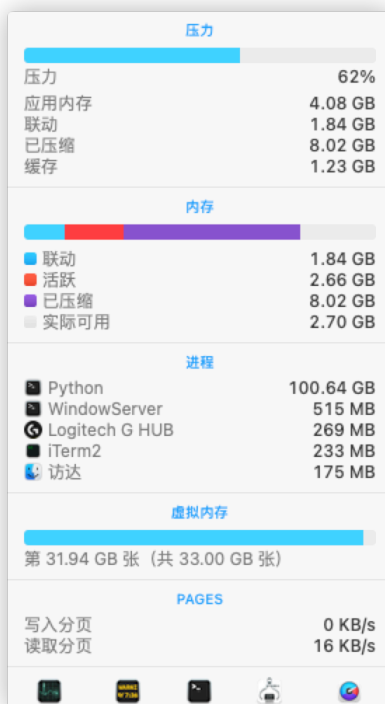 压力
压力 62%
应用内存 4.08 GB
联动 1.84 GB
已压缩 8.02 GB
缓存 1.23 GB
内存
联动 1.84 GB
活跃 2.66 GB
已压缩 8.02 GB
实际可用 2.70 GB
进程
Python 100.64 GB
WindowServer 515 MB
Logitech G HUB 269 MB
iTerm2 233 MB
访达 175 MB
虚拟内存
第 31.94 GB 张（共 33.00 GB 张）
PAGES
写入分页 0 KB/s
读取分页 16 KB/s